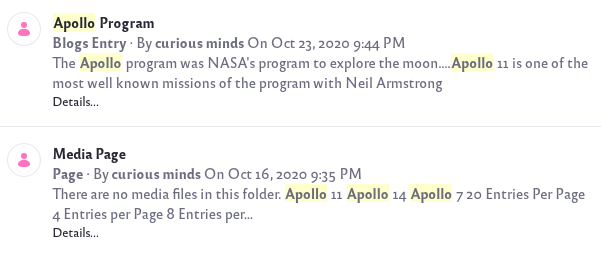 Apollo Program
Blogs Entry · By curious minds On Oct 23, 2020 9:44 PM
The Apollo program was NASA's program to explore the moon....Apollo 11 is one of the
most well known missions of the program with Neil Armstrong
Details...
Media Page
Page · By curious minds On Oct 16, 2020 9:35 PM
There are no media files in this folder. Apollo 11 Apollo 14 Apollo 7 20 Entries Per Page
4 Entries per Page 8 Entries per...
Details...